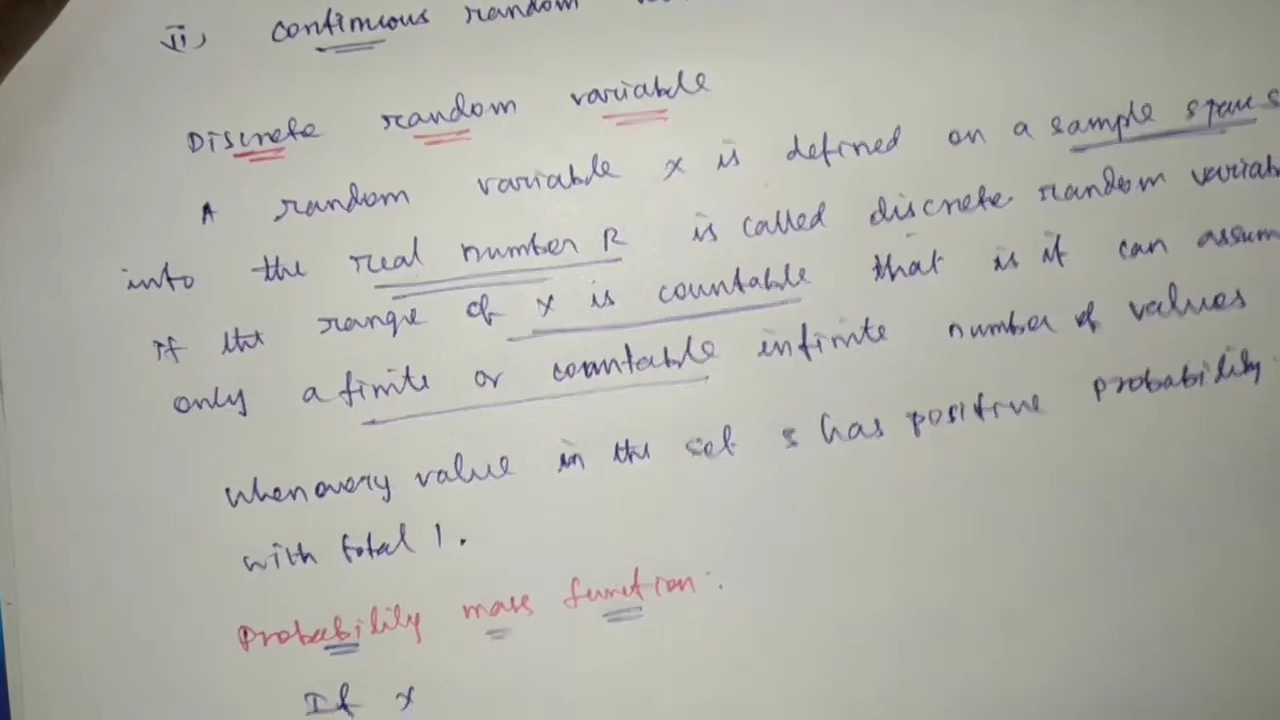 ii, continuous random
Discrete random variable
A random variable x is defined on a sample space S
into the real number R is called discrete random variab
if the range of x is countable that is it can assum
only a finite or countable infinite number of values
when every value in the set s has positive probability
with total 1.
Probability mass function:
If x